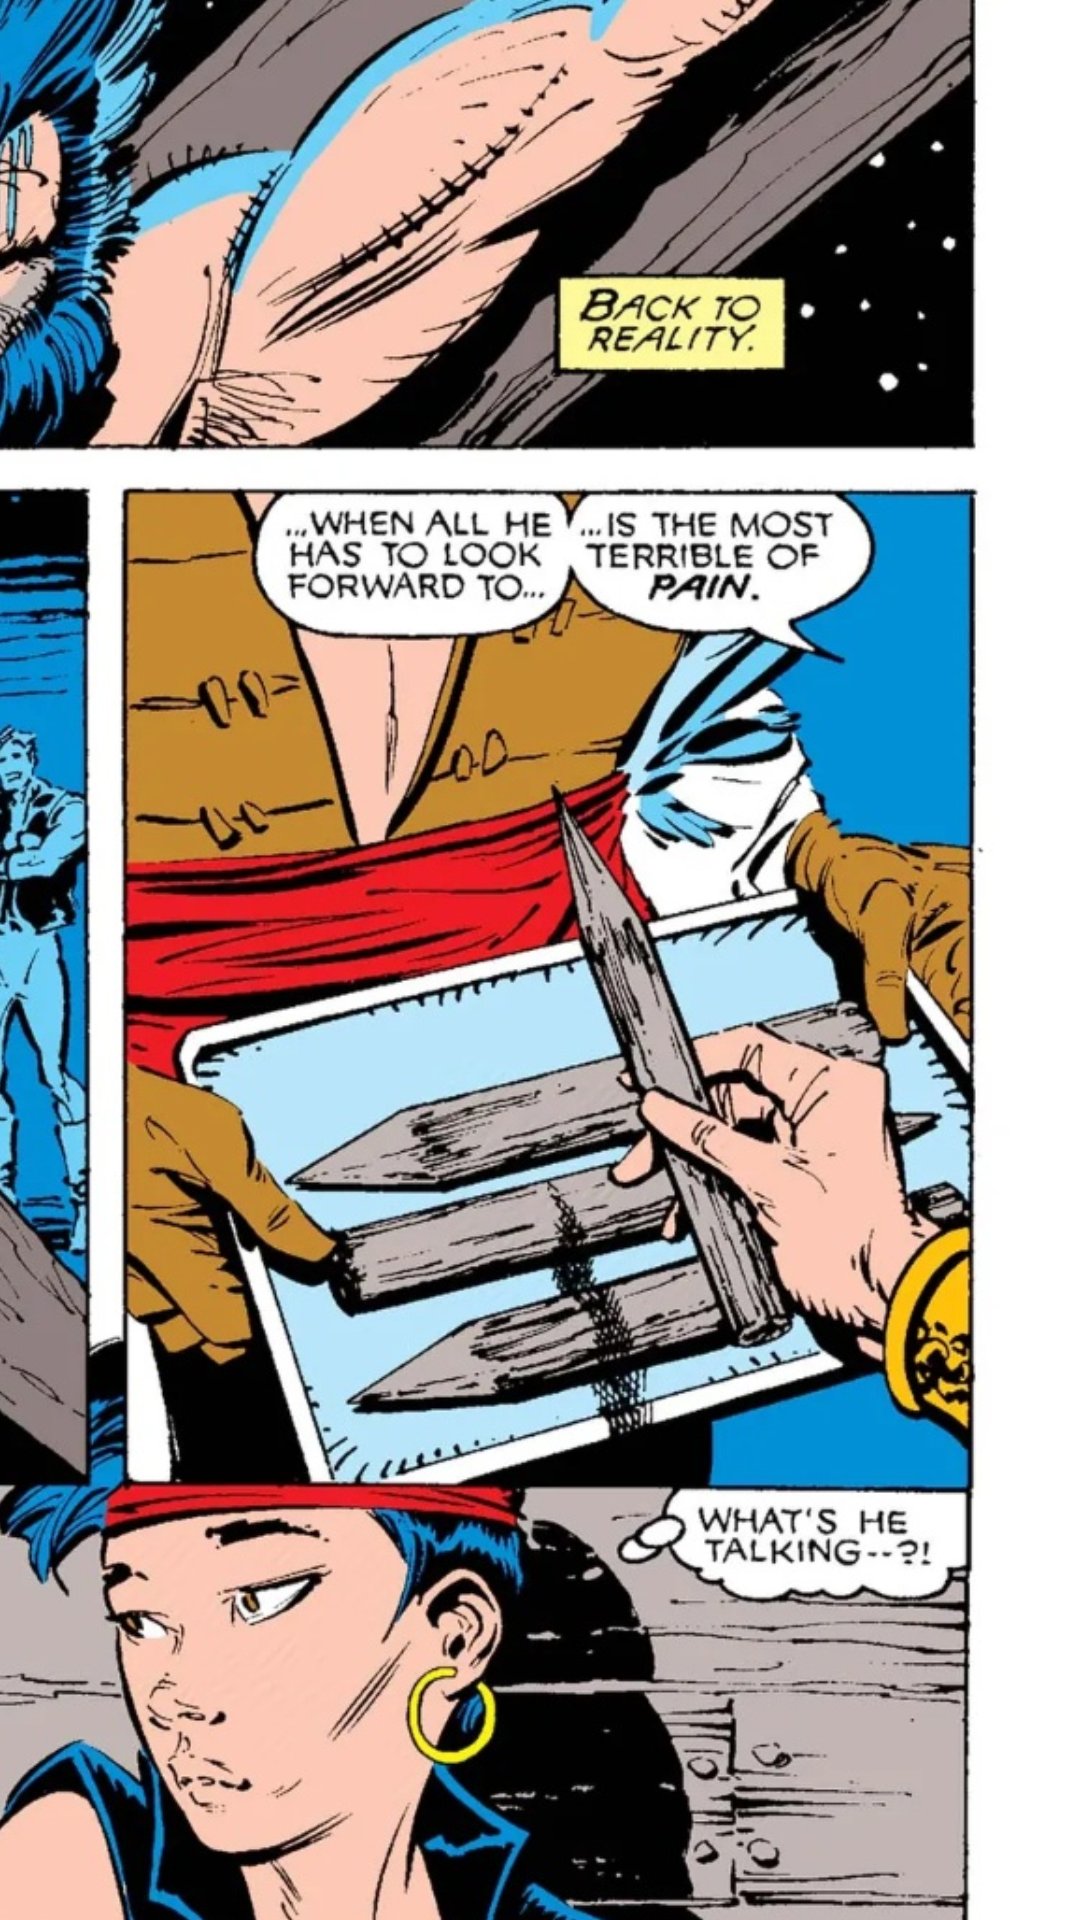 BACK TO
REALITY.
...WHEN ALL HE
HAS TO LOOK
FORWARD TO...
...IS THE MOST
TERRIBLE OF
PAIN.
WHAT'S HE
TALKING--?!